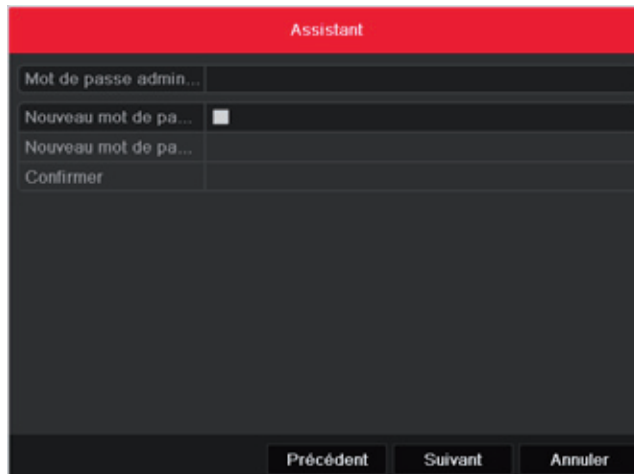 Assistant
Mot de passe admin...
Nouveau mot de pa...
Nouveau mot de pa...
Confirmer
Précédent Suivant Annuler